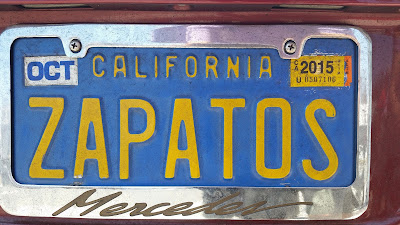 OCT CALIFORNIA 2015
ZAPATOS
Mercedes